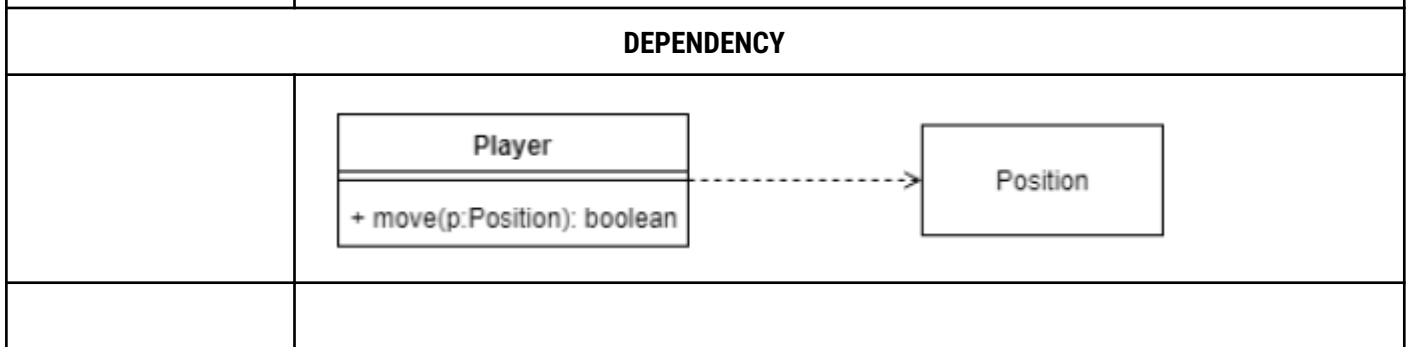 DEPENDENCY
Player
+ move(p:Position): boolean
Position